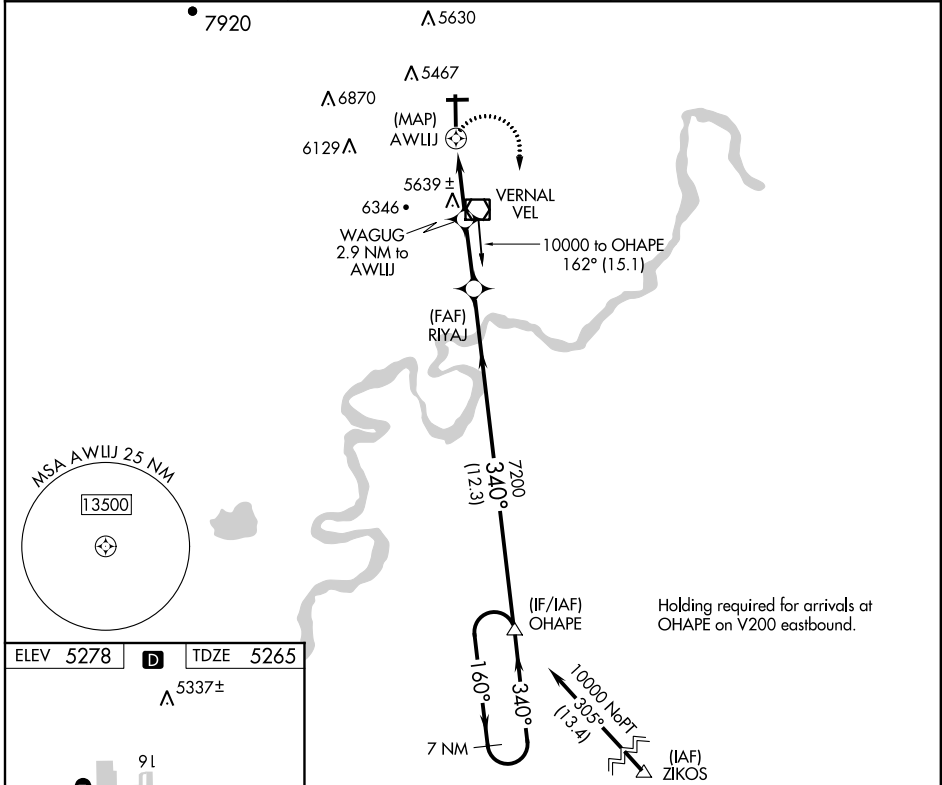 7920
5630
5467
6870
(MAP)
AWLIJ
6129
5639 ±
VERNAL
VEL
6346
WAGUG
2.9 NM to
AWLIJ
10000 to OHAPE
162° (15.1)
(FAF)
RIYAJ
MSA AWLIJ 25 NM
13500
7200
340°
(12.3)
(IF/IAF)
OHAPE
Holding required for arrivals at
OHAPE on V200 eastbound.
160°
340°
7 NM
10000 NoPT
305°
(13.4)
(IAF)
ZIKOS
ELEV 5278 D TDZE 5265
5337±
16